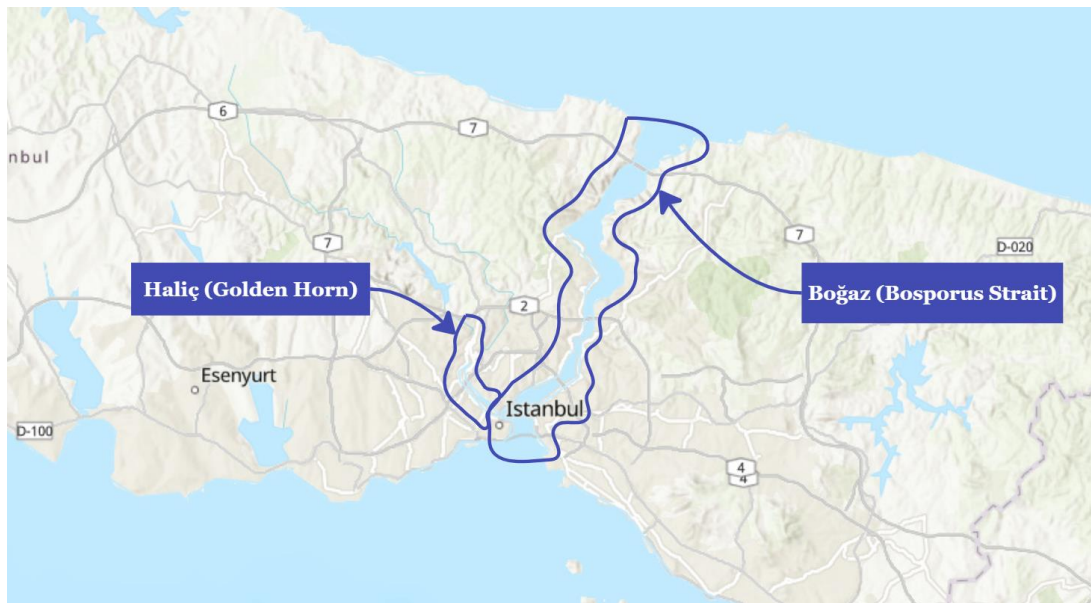 6
7
nbul
7
7
D-020
Haliç (Golden Horn)
2
Boğaz (Bosporus Strait)
Esenyurt
Istanbul
D-100
4
4